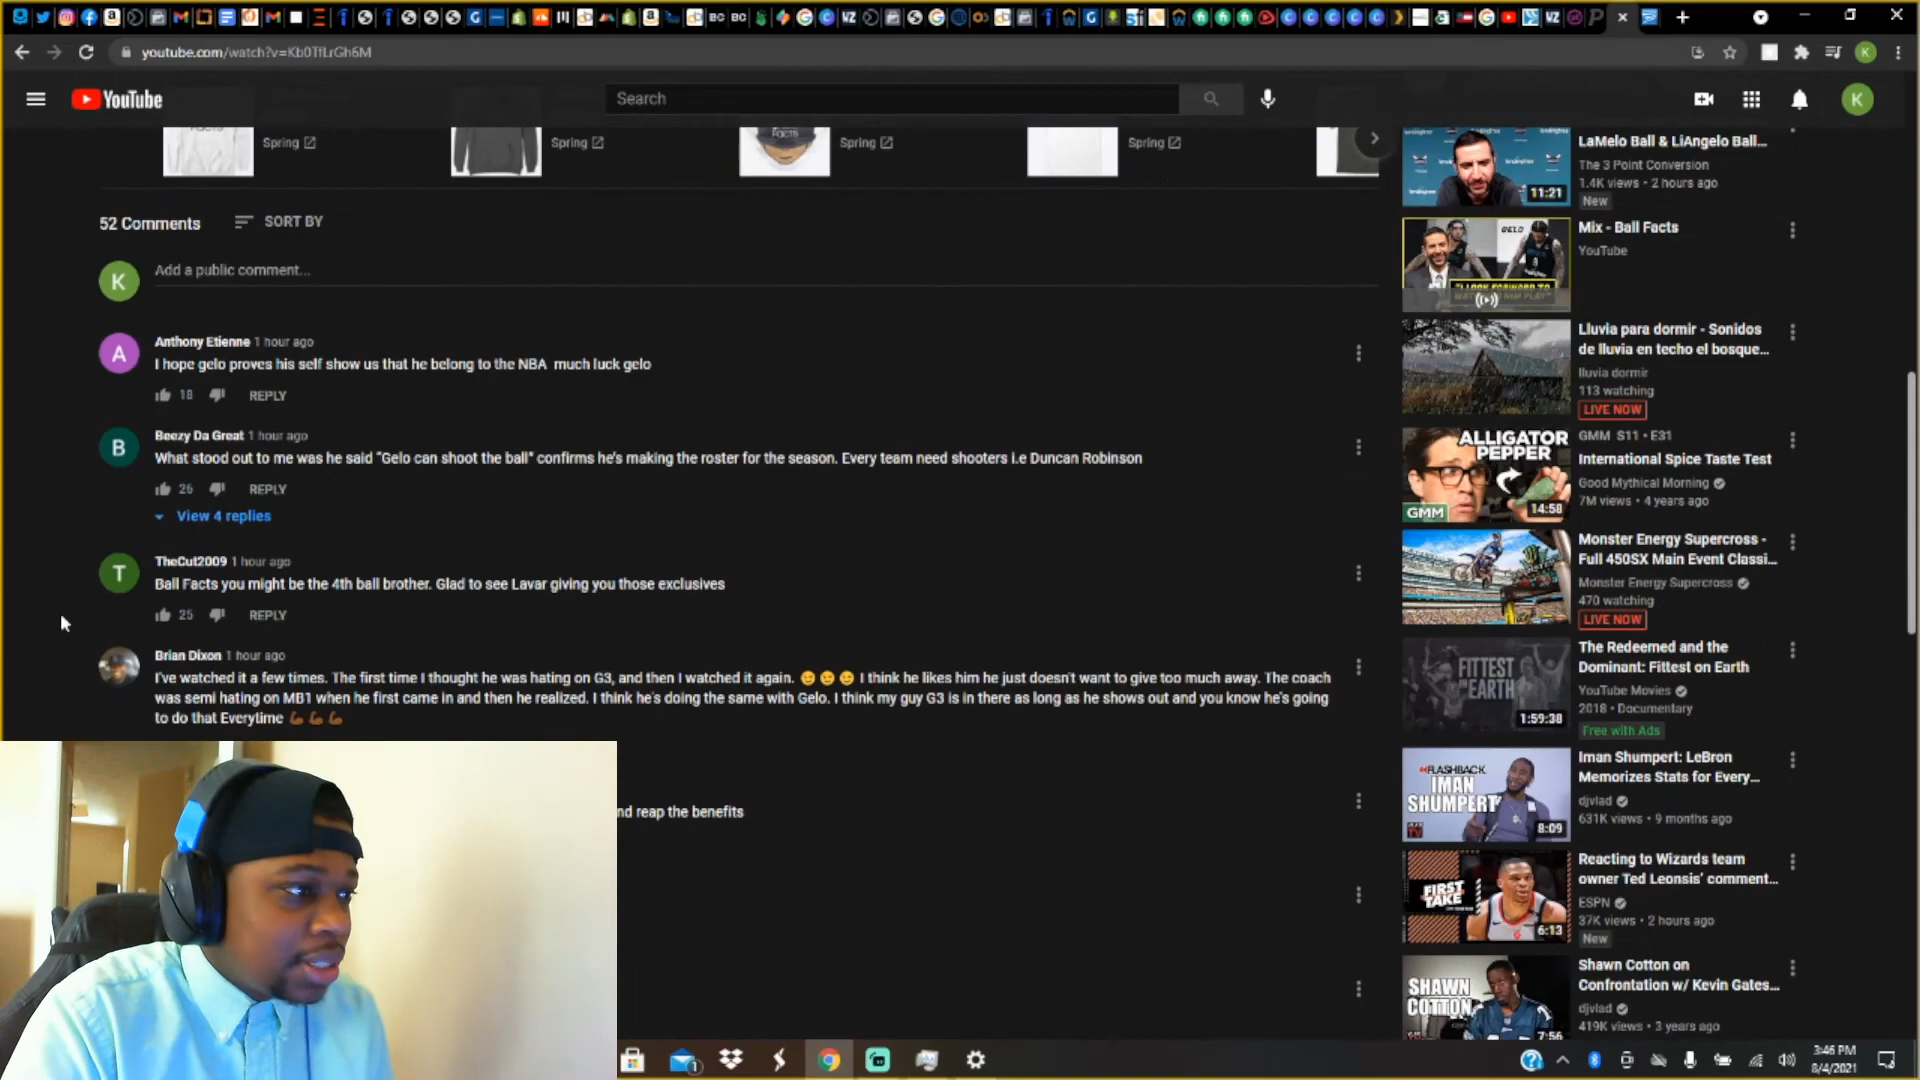 youtube.com/watch?v=Kb0TfLrGh6M
YouTube
Search
K
FACTS
Spring
Spring
FACTS
Spring
Spring
52 Comments
SORT BY
K
Add a public comment...
A
Anthony Etienne 1 hour ago
I hope gelo proves his self show us that he belong to the NBA much luck gelo
18
REPLY
B
Beezy Da Great 1 hour ago
What stood out to me was he said "Gelo can shoot the ball" confirms he's making the roster for the season. Every team need shooters i.e Duncan Robinson
26
REPLY
View 4 replies
T
TheCut2009 1 hour ago
Ball Facts you might be the 4th ball brother. Glad to see Lavar giving you those exclusives
25
REPLY
Brian Dixon 1 hour ago
I've watched it a few times. The first time I thought he was hating on G3, and then I watched it again. 😏 😏 😏 I think he likes him he just doesn't want to give too much away. The coach
was semi hating on MB1 when he first came in and then he realized. I think he's doing the same with Gelo. I think my guy G3 is in there as long as he shows out and you know he's going
to do that Everytime 💪🏾 💪🏾 💪🏾
nd reap the benefits
11:21
LaMelo Ball & LiAngelo Ball...
The 3 Point Conversion
1.4K views • 2 hours ago
New
GELO
"I LOOK FORWARD TO
WATCH HIM PLAY"
Mix - Ball Facts
YouTube
Lluvia para dormir - Sonidos
de lluvia en techo el bosque...
lluvia dormir
113 watching
LIVE NOW
ALLIGATOR
PEPPER
GMM
14:58
GMM S11 • E31
International Spice Taste Test
Good Mythical Morning
7M views • 4 years ago
Monster Energy Supercross -
Full 450SX Main Event Classi...
Monster Energy Supercross
470 watching
LIVE NOW
FITTEST
ON EARTH
1:59:38
The Redeemed and the
Dominant: Fittest on Earth
YouTube Movies
2018 • Documentary
Free with Ads
FLASHBACK
IMAN
SHUMPERT
8:09
Iman Shumpert: LeBron
Memorizes Stats for Every...
djvlad
631K views • 9 months ago
FIRST
TAKE
6:13
Reacting to Wizards team
owner Ted Leonsis' comment...
ESPN
37K views • 2 hours ago
New
SHAWN
COTTON
7:56
Shawn Cotton on
Confrontation w/ Kevin Gates...
djvlad
419K views • 3 years ago
3:46 PM
8/4/2021